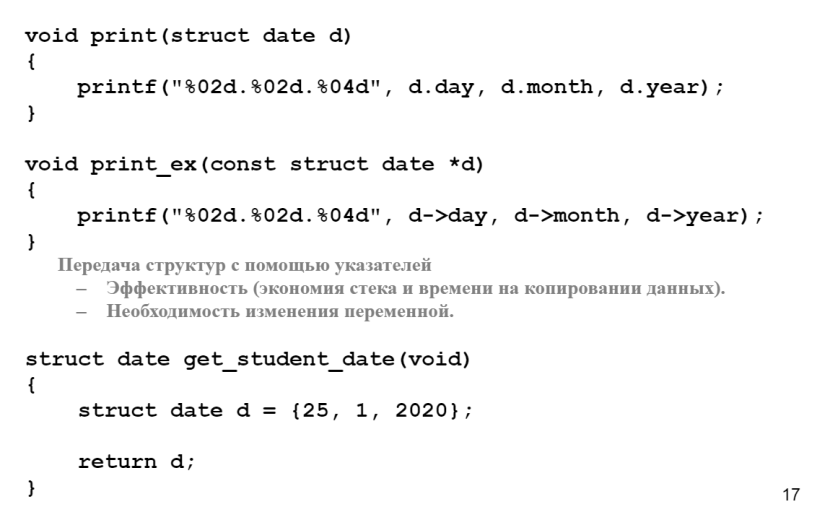 void print(struct date d)
{
    printf("%02d.%02d.%04d", d.day, d.month, d.year);
}
void print_ex(const struct date *d)
{
    printf("%02d.%02d.%04d", d->day, d->month, d->year);
}
Передача структур с помощью указателей
– Эффективность (экономия стека и времени на копировании данных).
– Необходимость изменения переменной.
struct date get_student_date(void)
{
    struct date d = {25, 1, 2020};
    return d;
}
17